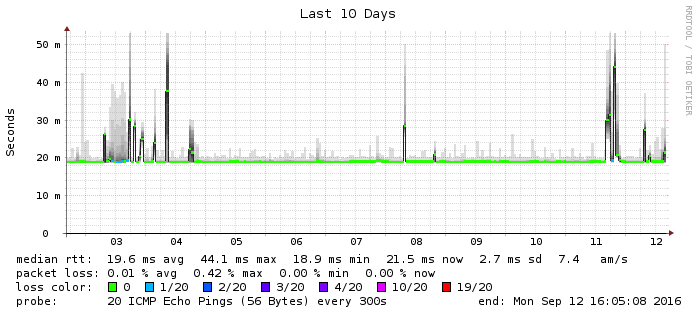 Last 10 Days
RRDTOOL / TOBI OETIKER
Seconds
50 m
40 m
30 m
20 m
10 m
0
03 04 05 06 07 08 09 10 11 12
median rtt: 19.6 ms avg 44.1 ms max 18.9 ms min 21.5 ms now 2.7 ms sd 7.4 am/s
packet loss: 0.01 % avg 0.42 % max 0.00 % min 0.00 % now
loss color: 0 1/20 2/20 3/20 4/20 10/20 19/20
probe: 20 ICMP Echo Pings (56 Bytes) every 300s end: Mon Sep 12 16:05:08 2016